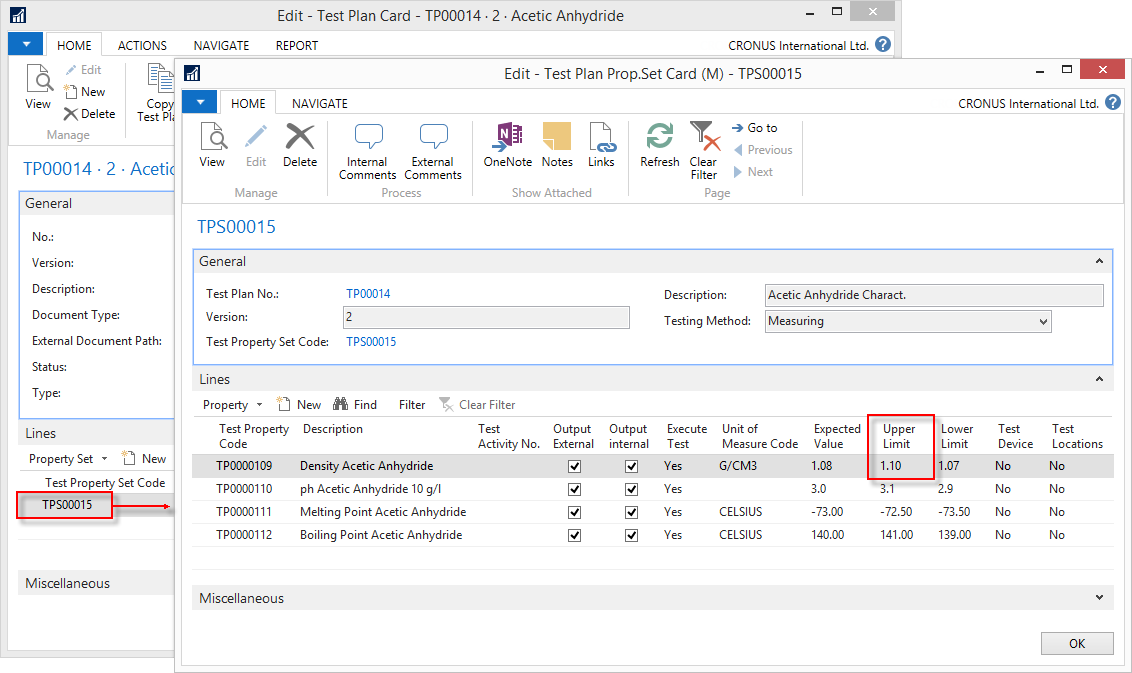 Edit - Test Plan Card - TP00014 · 2 · Acetic Anhydride
HOME ACTIONS NAVIGATE REPORT CRONUS International Ltd. ?
View
Edit
New
Delete
Copy
Test Pla
Manage
TP00014 · 2 · Acetic
General
No.:
Version:
Description:
Document Type:
External Document Path:
Status:
Type:
Lines
Property Set New
Test Property Set Code
TPS00015
Miscellaneous
Edit - Test Plan Prop.Set Card (M) - TPS00015
HOME NAVIGATE CRONUS International Ltd. ?
View Edit Delete
Manage
Internal Comments
External Comments
Process
N
OneNote Notes Links
Show Attached
Refresh
Clear Filter
Go to
Previous
Next
Page
TPS00015
General
Test Plan No.: TP00014
Version: 2
Test Property Set Code: TPS00015
Description: Acetic Anhydride Charact.
Testing Method: Measuring
Lines
Property New Find Filter Clear Filter
Test Property Code Description Test Activity No. Output External Output internal Execute Test Unit of Measure Code Expected Value Upper Limit Lower Limit Test Device Test Locations
TP0000109 Density Acetic Anhydride Yes G/CM3 1.08 1.10 1.07 No No
TP0000110 ph Acetic Anhydride 10 g/l Yes 3.0 3.1 2.9 No No
TP0000111 Melting Point Acetic Anhydride Yes CELSIUS -73.00 -72.50 -73.50 No No
TP0000112 Boiling Point Acetic Anhydride Yes CELSIUS 140.00 141.00 139.00 No No
Miscellaneous
OK